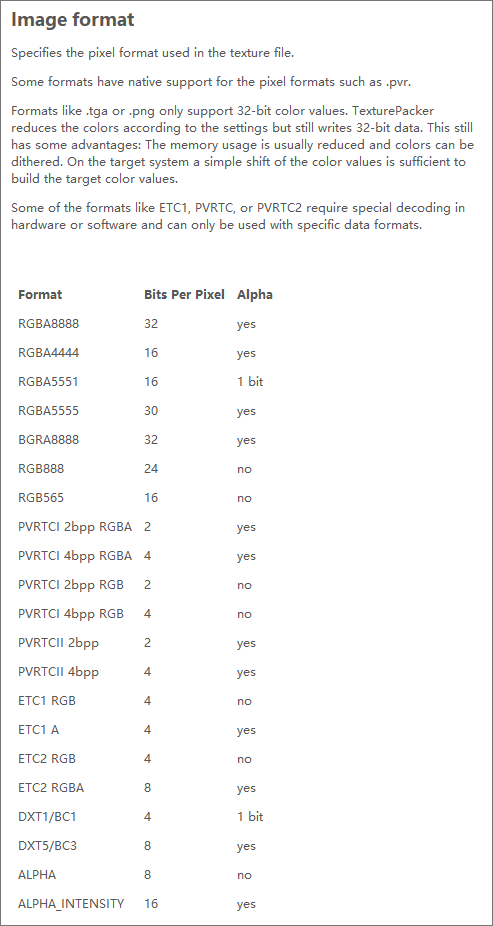 Image format
Specifies the pixel format used in the texture file.
Some formats have native support for the pixel formats such as .pvr.
Formats like .tga or .png only support 32-bit color values. TexturePacker
reduces the colors according to the settings but still writes 32-bit data. This still
has some advantages: The memory usage is usually reduced and colors can be
dithered. On the target system a simple shift of the color values is sufficient to
build the target color values.
Some of the formats like ETC1, PVRTC, or PVRTC2 require special decoding in
hardware or software and can only be used with specific data formats.
Format Bits Per Pixel Alpha
RGBA8888 32 yes
RGBA4444 16 yes
RGBA5551 16 1 bit
RGBA5555 30 yes
BGRA8888 32 yes
RGB888 24 no
RGB565 16 no
PVRTCI 2bpp RGBA 2 yes
PVRTCI 4bpp RGBA 4 yes
PVRTCI 2bpp RGB 2 no
PVRTCI 4bpp RGB 4 no
PVRTCII 2bpp 2 yes
PVRTCII 4bpp 4 yes
ETC1 RGB 4 no
ETC1 A 4 yes
ETC2 RGB 4 no
ETC2 RGBA 8 yes
DXT1/BC1 4 1 bit
DXT5/BC3 8 yes
ALPHA 8 no
ALPHA_INTENSITY 16 yes